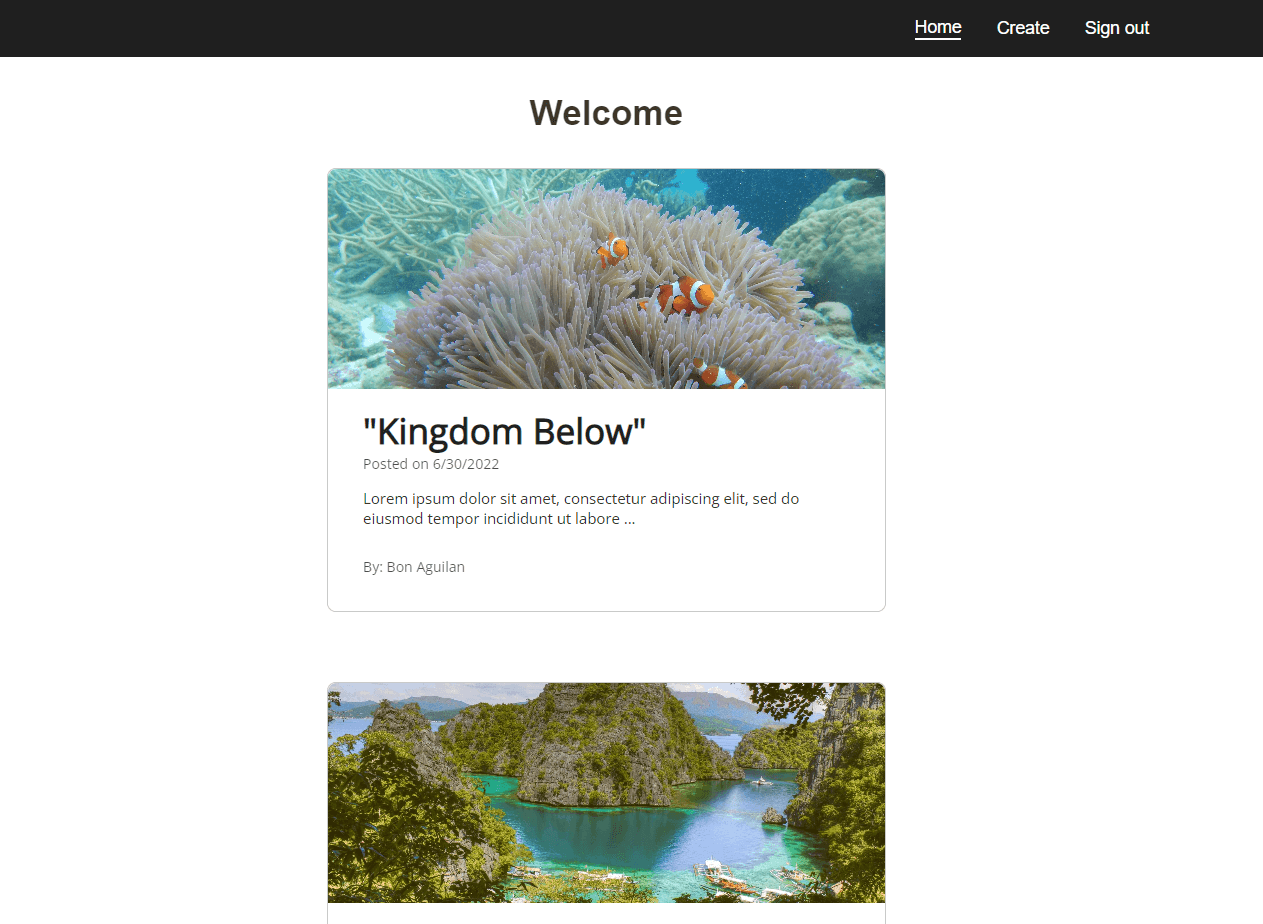 Home Create Sign out
Welcome
"Kingdom Below"
Posted on 6/30/2022
Lorem ipsum dolor sit amet, consectetur adipiscing elit, sed do
eiusmod tempor incididunt ut labore ...
By: Bon Aguilan